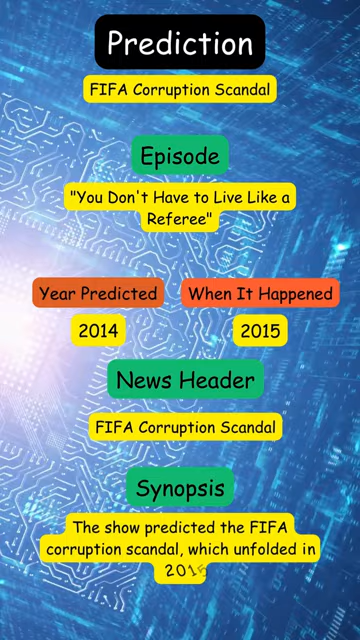 Prediction
FIFA Corruption Scandal
Episode
"You Don't Have to Live Like a
Referee"
Year Predicted When It Happened
2014 2015
News Header
FIFA Corruption Scandal
Synopsis
The show predicted the FIFA
corruption scandal, which unfolded in
2015